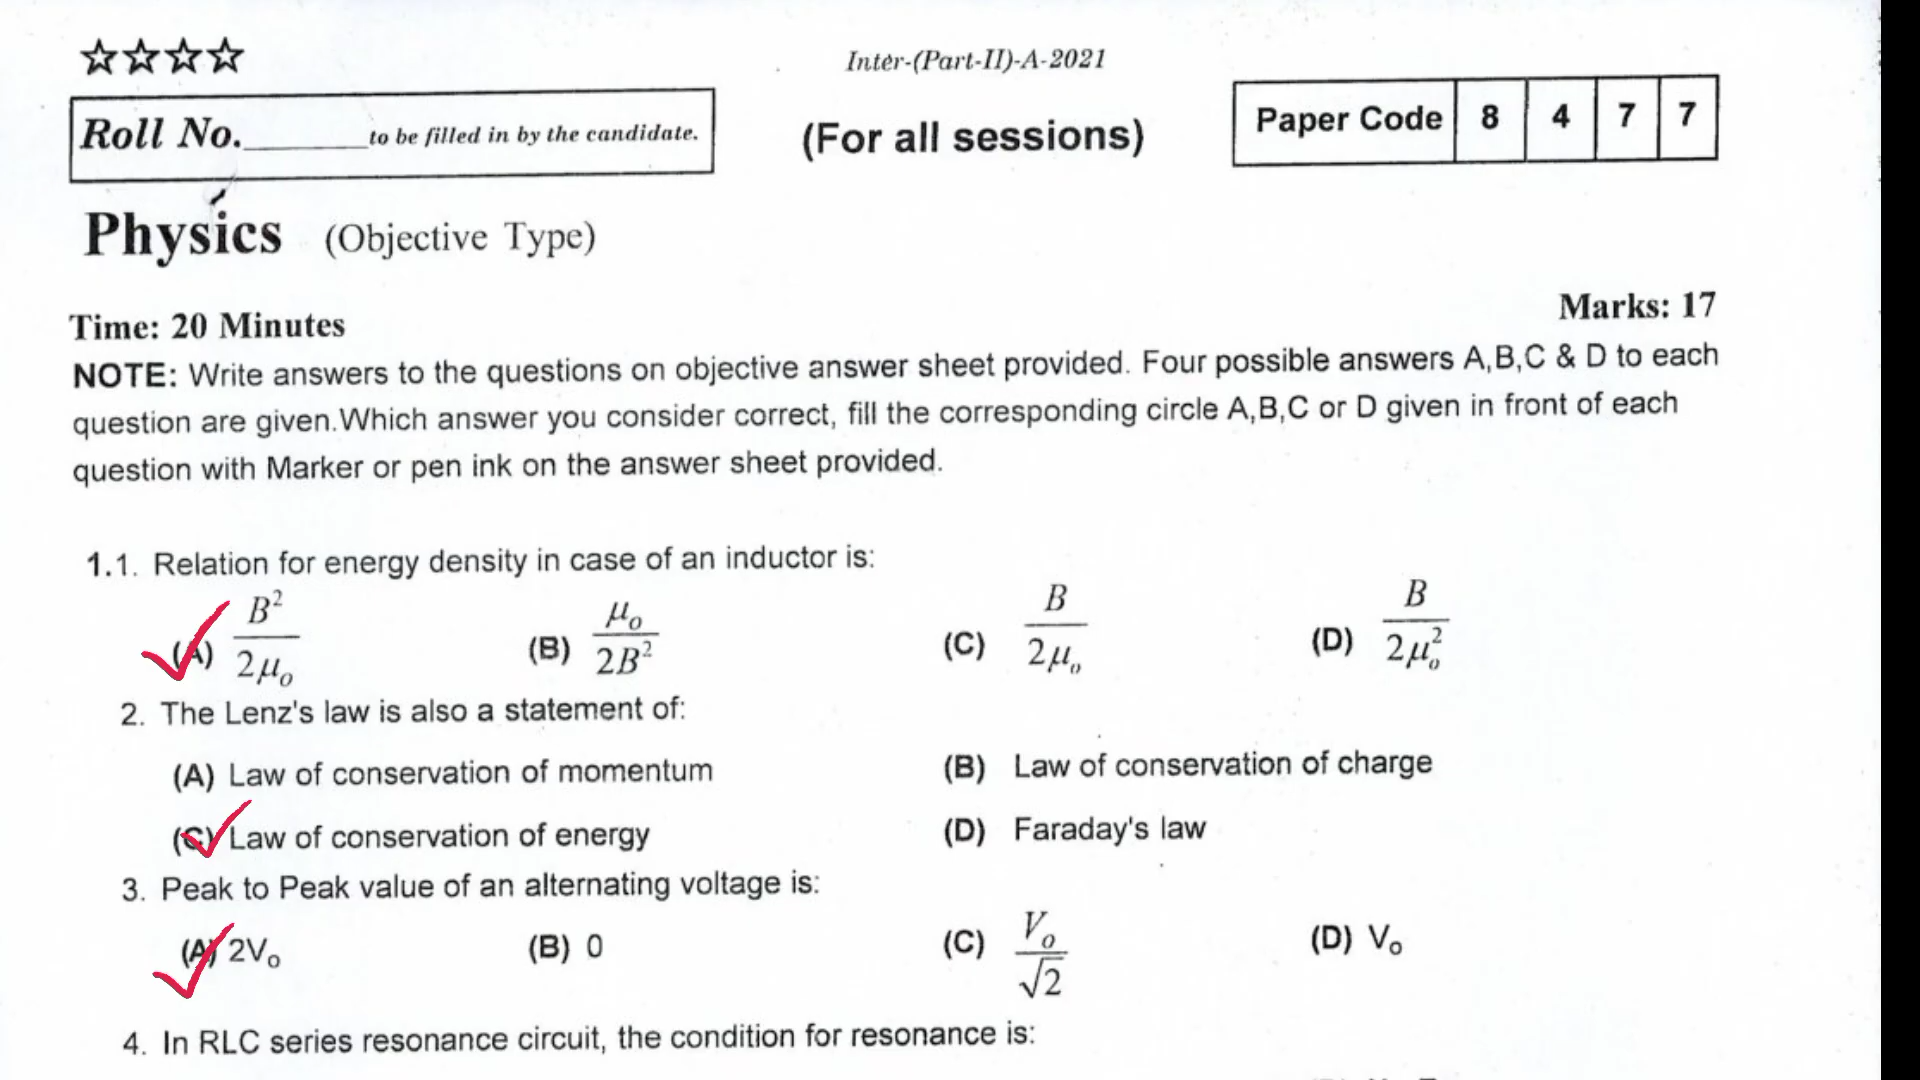 ☆☆☆☆
Inter-(Part-II)-A-2021
Roll No.________to be filled in by the candidate.
(For all sessions)
Paper Code 8 4 7 7
Physics (Objective Type)
Time: 20 Minutes
Marks: 17
NOTE: Write answers to the questions on objective answer sheet provided. Four possible answers A,B,C & D to each
question are given.Which answer you consider correct, fill the corresponding circle A,B,C or D given in front of each
question with Marker or pen ink on the answer sheet provided.
1.1. Relation for energy density in case of an inductor is:
(A) B²/2μₒ (B) μₒ/2B² (C) B/2μₒ (D) B/2μₒ²
2. The Lenz's law is also a statement of:
(A) Law of conservation of momentum (B) Law of conservation of charge
(C) Law of conservation of energy (D) Faraday's law
3. Peak to Peak value of an alternating voltage is:
(A) 2Vₒ (B) 0 (C) Vₒ/√2 (D) Vₒ
4. In RLC series resonance circuit, the condition for resonance is: